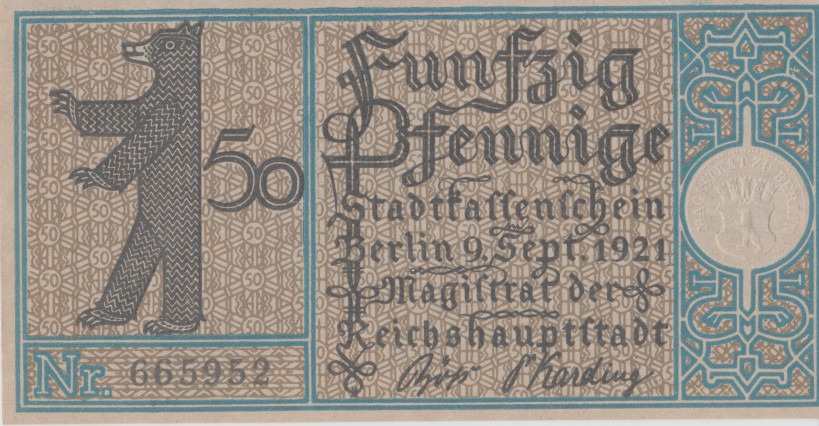 50
Funfzig
Pfennige
Stadtkassenschein
Berlin 9. Sept. 1921
Magistrat der
Reichshauptstadt
Nr. 665952